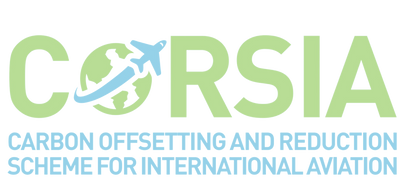 CORSIA
CARBON OFFSETTING AND REDUCTION
SCHEME FOR INTERNATIONAL AVIATION